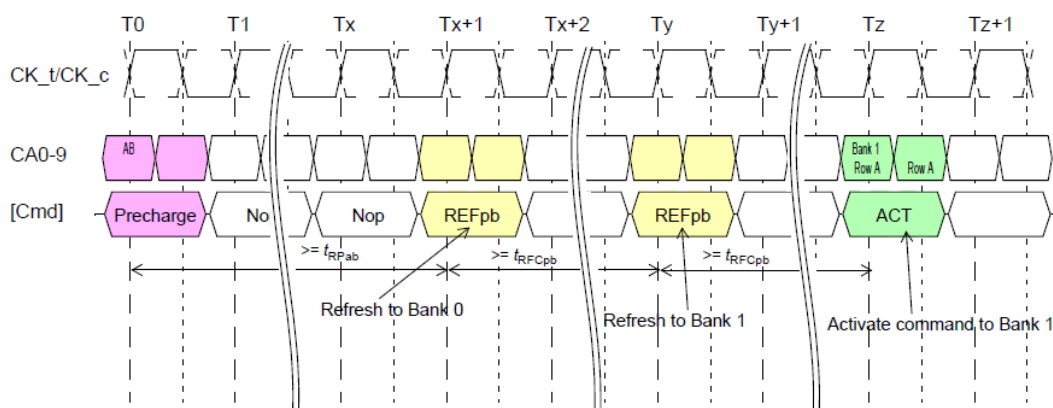 T0 T1 Tx Tx+1 Tx+2 Ty Ty+1 Tz Tz+1
CK_t/CK_c
CA0-9
AB
Bank 1
Row A
Row A
[Cmd] Precharge No Nop REFpb REFpb ACT
>= tRPab >= tRFCpb >= tRFCpb
Refresh to Bank 0
Refresh to Bank 1
Activate command to Bank 1